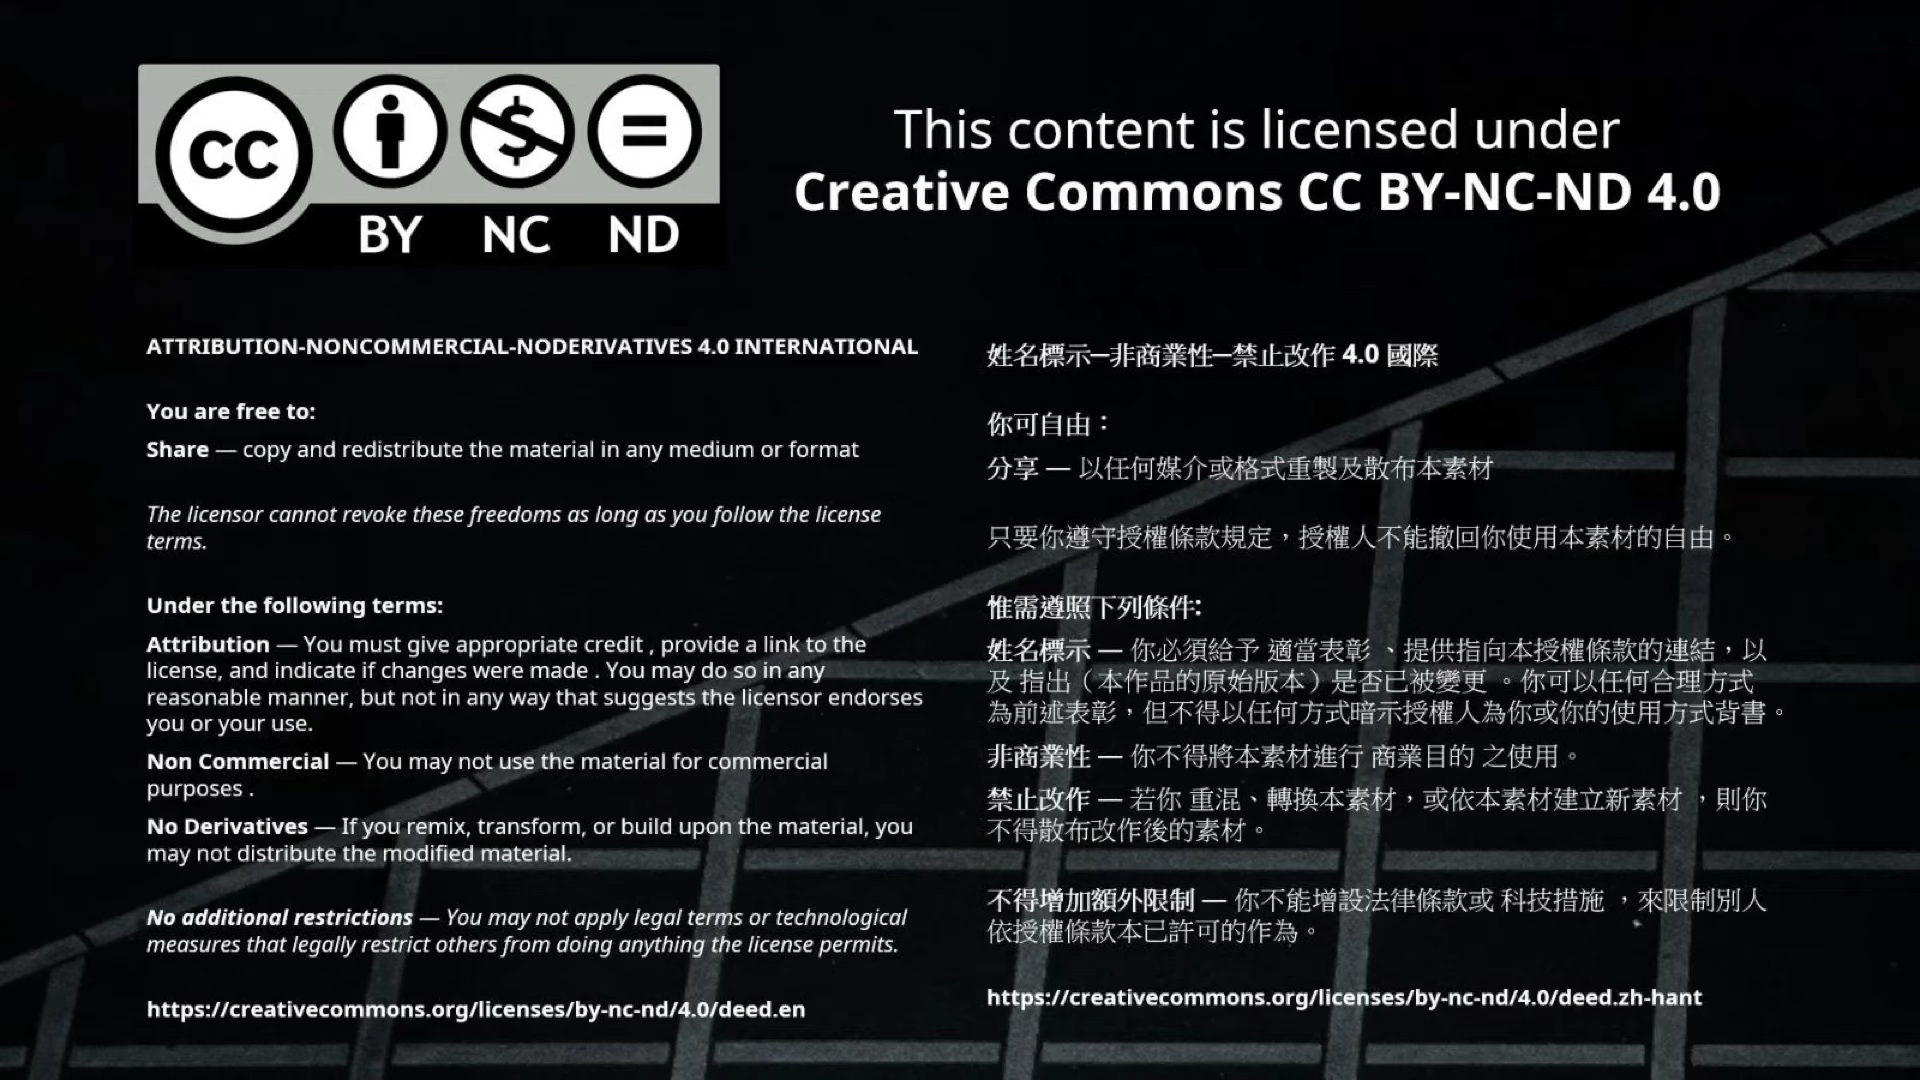 CC
BY NC ND
This content is licensed under
Creative Commons CC BY-NC-ND 4.0
ATTRIBUTION-NONCOMMERCIAL-NODERIVATIVES 4.0 INTERNATIONAL
You are free to:
Share — copy and redistribute the material in any medium or format
The licensor cannot revoke these freedoms as long as you follow the license
terms.
Under the following terms:
Attribution — You must give appropriate credit , provide a link to the
license, and indicate if changes were made . You may do so in any
reasonable manner, but not in any way that suggests the licensor endorses
you or your use.
Non Commercial — You may not use the material for commercial
purposes .
No Derivatives — If you remix, transform, or build upon the material, you
may not distribute the modified material.
No additional restrictions — You may not apply legal terms or technological
measures that legally restrict others from doing anything the license permits.
https://creativecommons.org/licenses/by-nc-nd/4.0/deed.en
姓名標示─非商業性─禁止改作 4.0 國際
你可自由：
分享 — 以任何媒介或格式重製及散布本素材
只要你遵守授權條款規定，授權人不能撤回你使用本素材的自由。
惟需遵照下列條件:
姓名標示 — 你必須給予 適當表彰 、提供指向本授權條款的連結，以
及 指出（本作品的原始版本）是否已被變更 。你可以任何合理方式
為前述表彰，但不得以任何方式暗示授權人為你或你的使用方式背書。
非商業性 — 你不得將本素材進行 商業目的 之使用。
禁止改作 — 若你 重混、轉換本素材，或依本素材建立新素材 ，則你
不得散布改作後的素材。
不得增加額外限制 — 你不能增設法律條款或 科技措施 ，來限制別人
依授權條款本已許可的作為。
https://creativecommons.org/licenses/by-nc-nd/4.0/deed.zh-hant